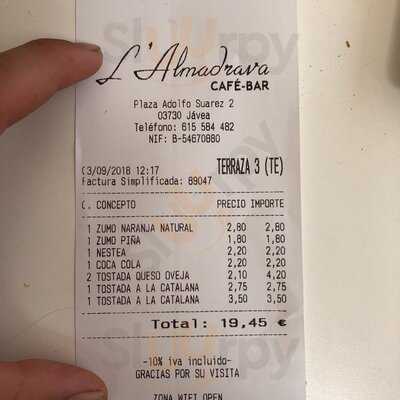 L'Almadrava
CAFÉ-BAR
Plaza Adolfo Suarez 2
03730 Jávea
Teléfono: 615 584 482
NIF: B-54670880
03/09/2018 12:17 TERRAZA 3 (TE)
Factura Simplificada: 89047
C. CONCEPTO PRECIO IMPORTE
1 ZUMO NARANJA NATURAL 2,80 2,80
1 ZUMO PIÑA 1,80 1,80
1 NESTEA 2,20 2,20
1 COCA COLA 2,20 2,20
2 TOSTADA QUESO OVEJA 2,10 4,20
1 TOSTADA A LA CATALANA 2,75 2,75
1 TOSTADA A LA CATALANA 3,50 3,50
Total: 19,45 €
-10% iva incluido-
GRACIAS POR SU VISITA
ZONA WIFI OPEN